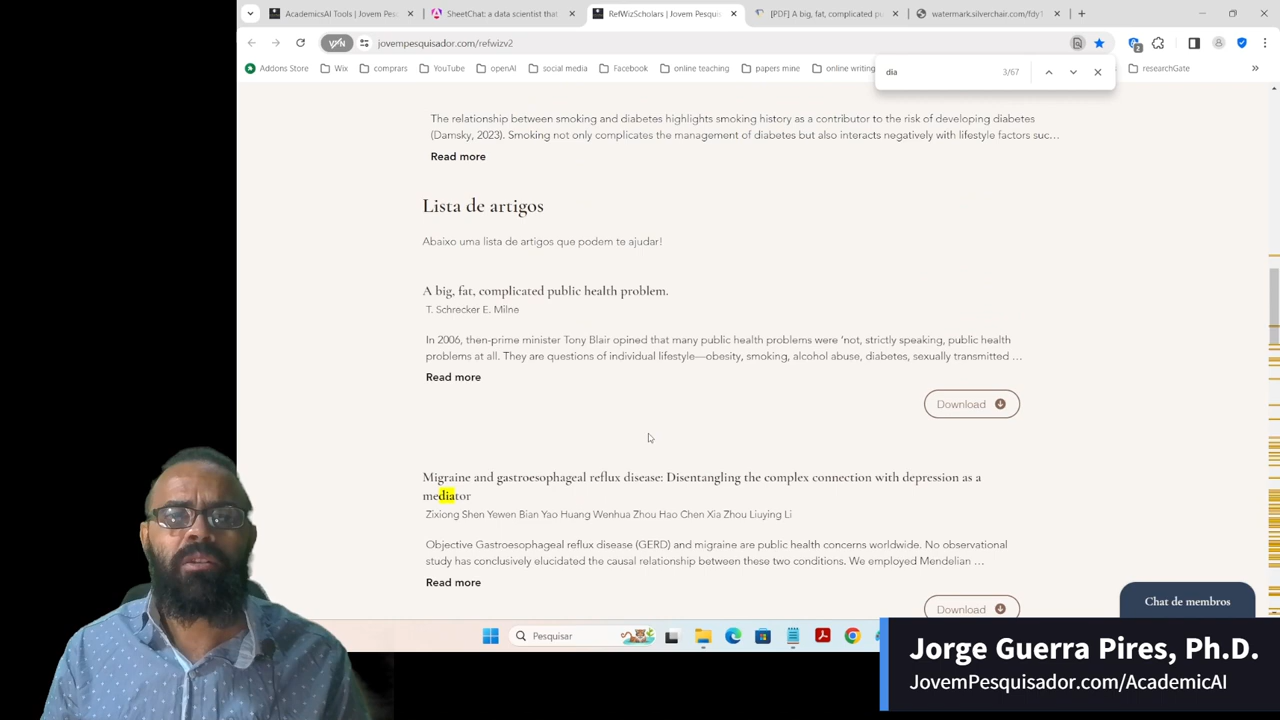 AcademicsAI Tools | Jovem Pesq
SheetChat: a data scientist that
RefWizScholars | Jovem Pesqui
[PDF] A big, fat, complicated pu
watermark.silverchair.com/fdy1
VPN
jovempesquisador.com/refwizv2
2
Addons Store
Wix
comprars
YouTube
openAI
social media
Facebook
online teaching
papers mine
online writing
researchGate
»
dia
3/67
The relationship between smoking and diabetes highlights smoking history as a contributor to the risk of developing diabetes
(Damsky, 2023). Smoking not only complicates the management of diabetes but also interacts negatively with lifestyle factors suc...
Read more
Lista de artigos
Abaixo uma lista de artigos que podem te ajudar!
A big, fat, complicated public health problem.
T. Schrecker E. Milne
In 2006, then-prime minister Tony Blair opined that many public health problems were ‘not, strictly speaking, public health
problems at all. They are questions of individual lifestyle—obesity, smoking, alcohol abuse, diabetes, sexually transmitted ...
Read more
Download
Migraine and gastroesophageal reflux disease: Disentangling the complex connection with depression as a
mediator
Zixiong Shen Yewen Bian Yao Huang Wenhua Zhou Hao Chen Xia Zhou Liuying Li
Objective Gastroesophageal reflux disease (GERD) and migraine are public health concerns worldwide. No observational
study has conclusively elucidated the causal relationship between these two conditions. We employed Mendelian ...
Read more
Download
Chat de membros
Pesquisar
Jorge Guerra Pires, Ph.D.
JovemPesquisador.com/AcademicAI